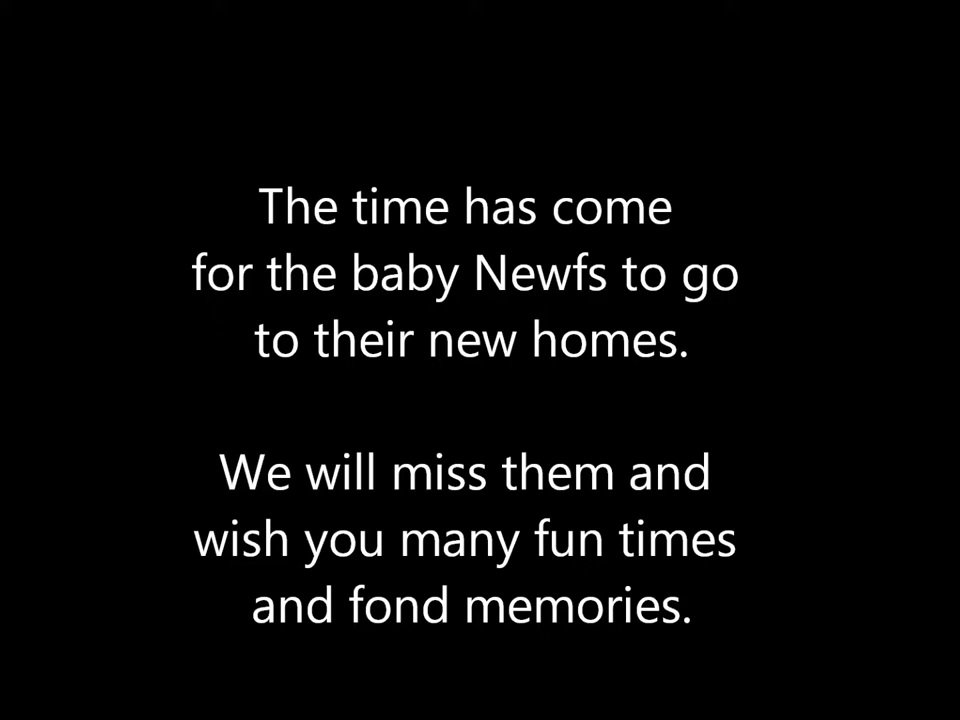 The time has come
for the baby Newfs to go
to their new homes.
We will miss them and
wish you many fun times
and fond memories.